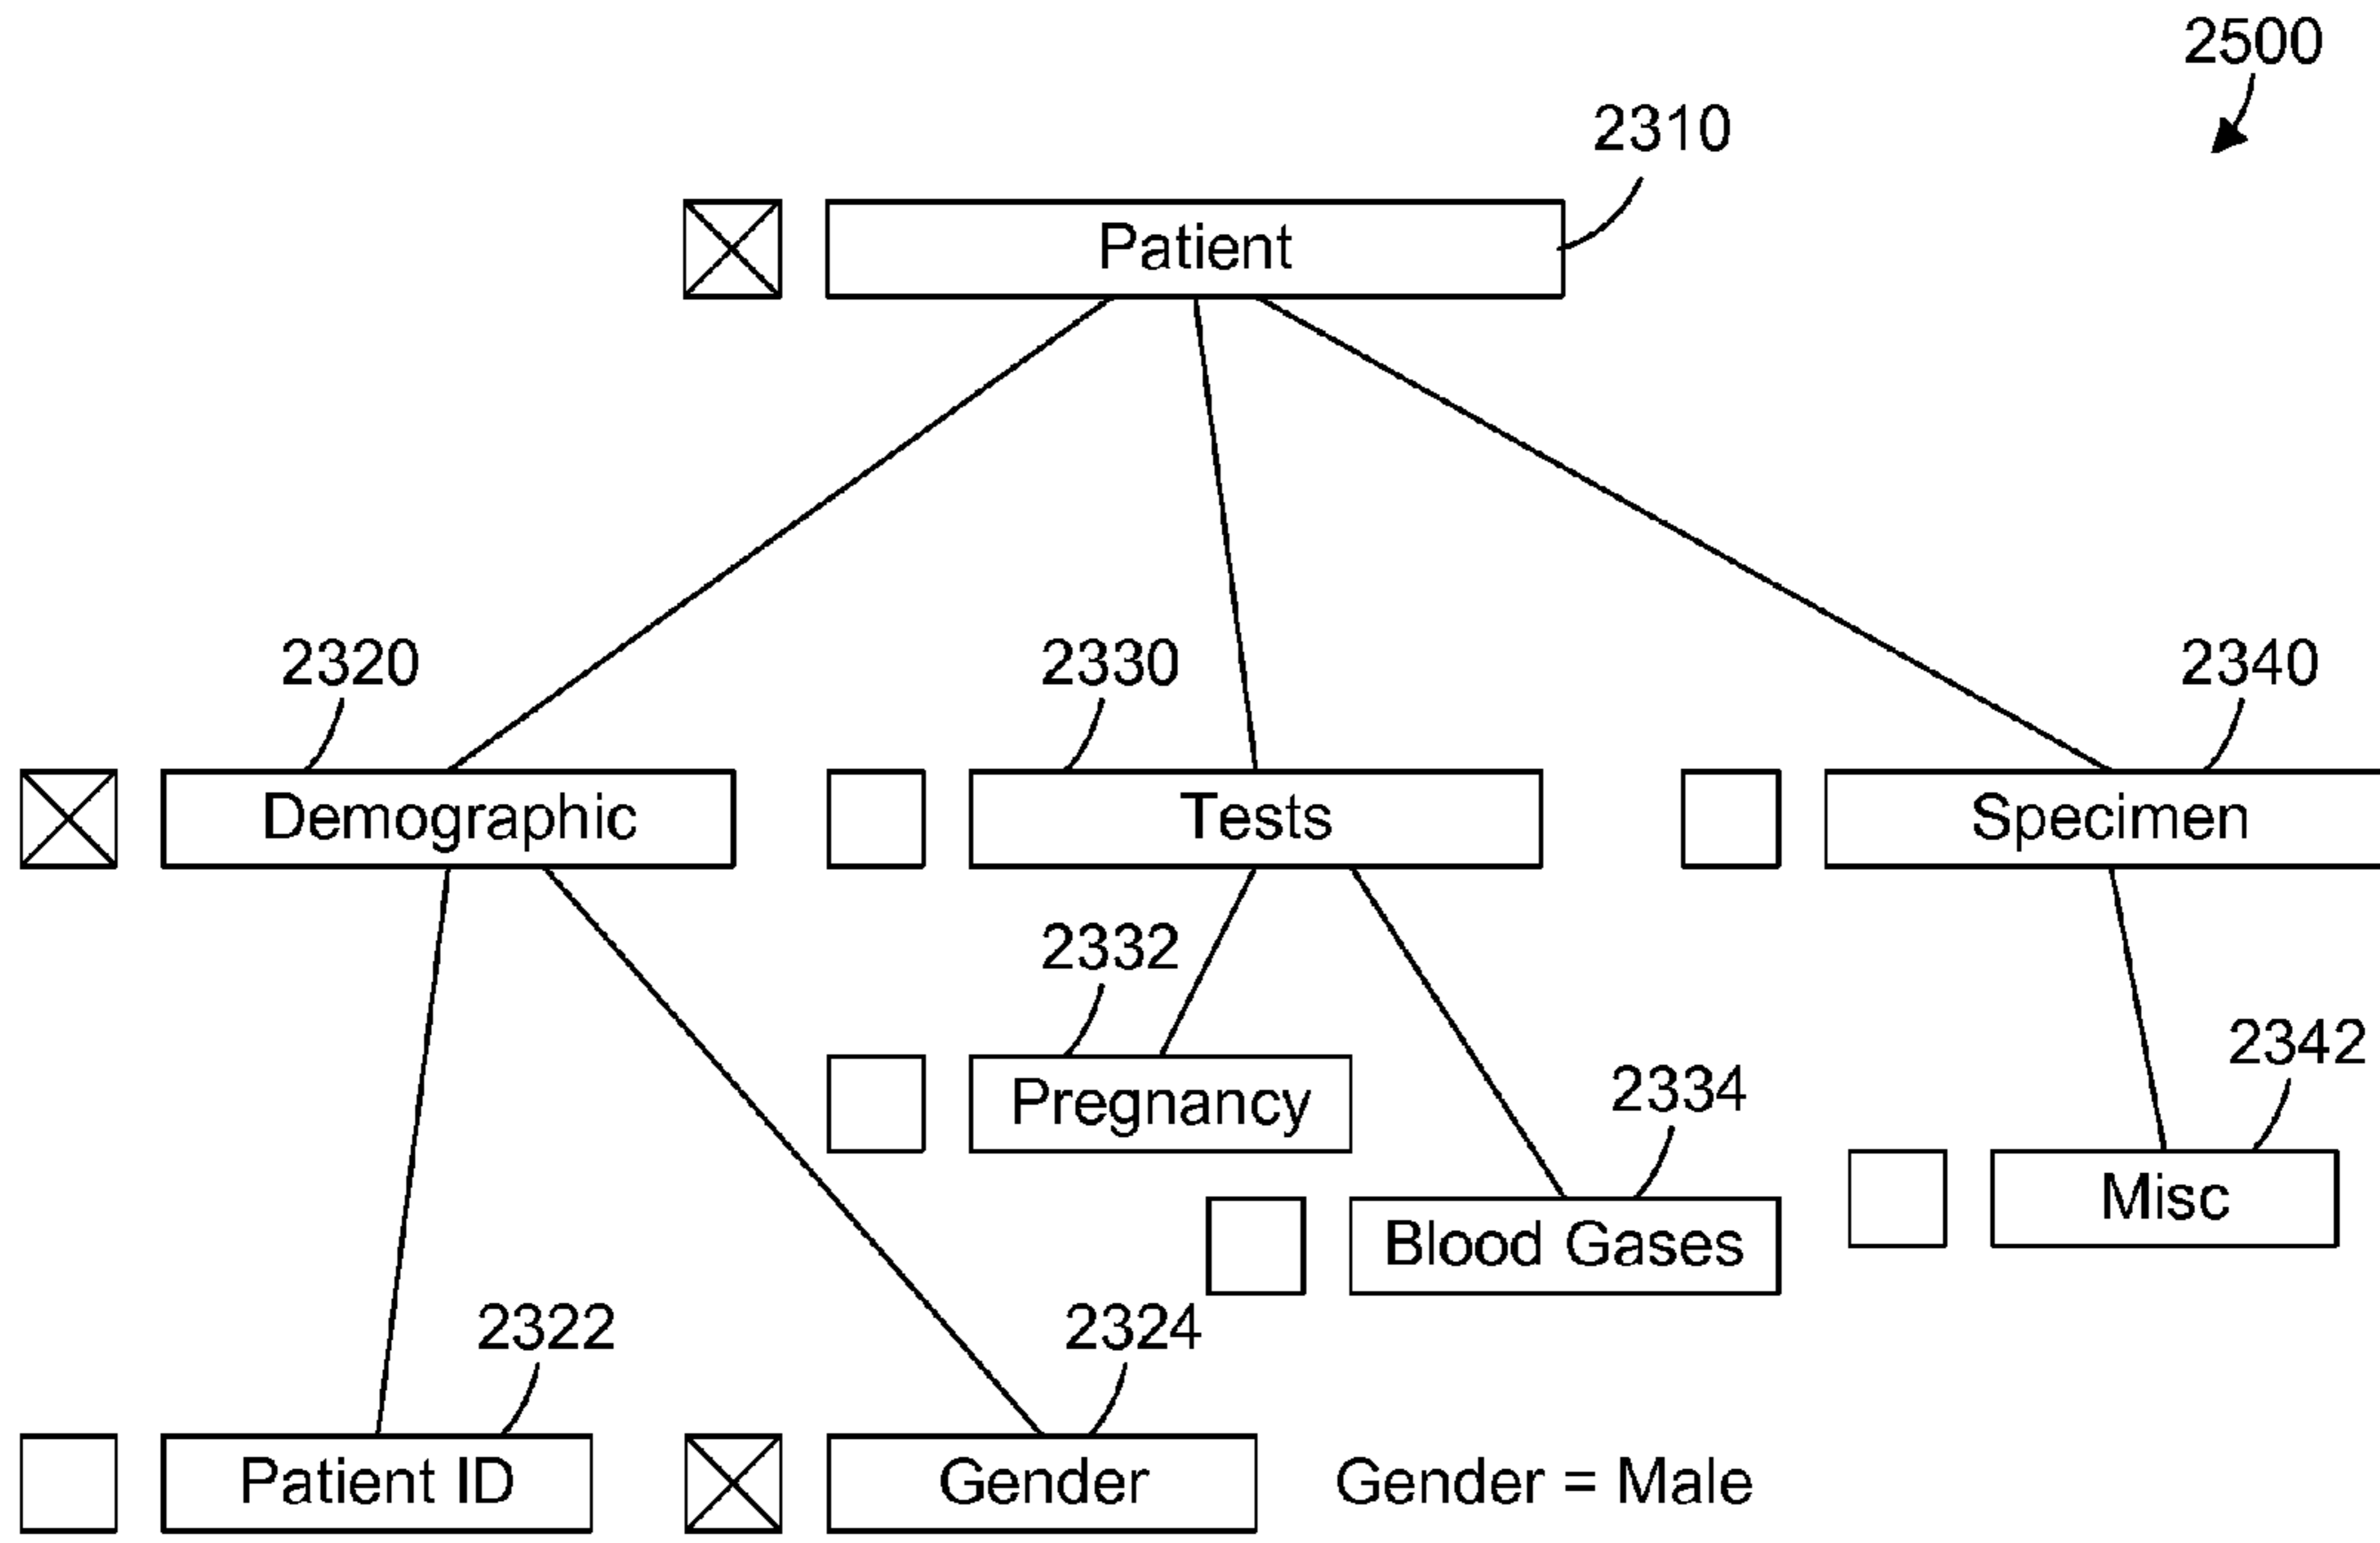 2500
2310
Patient
2320
2330
2340
Demographic
Tests
Specimen
2332
Pregnancy
2334
2342
Misc
Blood Gases
2322
2324
Patient ID
Gender
Gender = Male